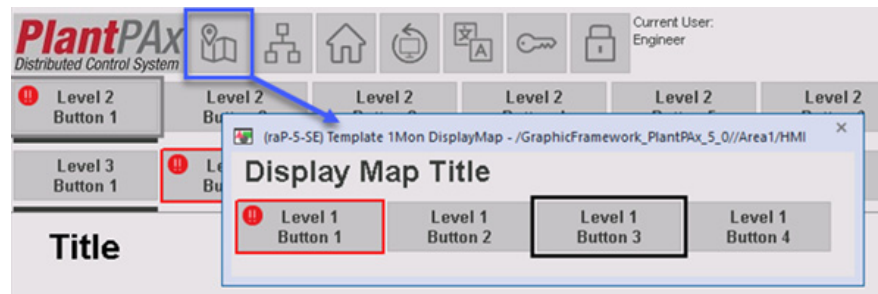 PlantPAx
Distributed Control System
A
Current User:
Engineer
Level 2
Button 1
Level 2
Level 2
Level 2
Level 2
Level 2
Level 3
Button 1
(raP-5-SE) Template 1Mon DisplayMap - /GraphicFramework_PlantPAx_5_0//Area1/HMI
Display Map Title
Level 1
Button 1
Level 1
Button 2
Level 1
Button 3
Level 1
Button 4
Title